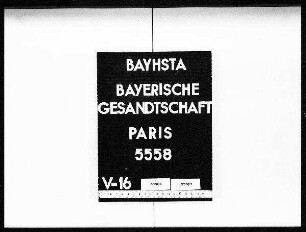 BAYHSTA
BAYERISCHE
GESANDTSCHAFT
PARIS
5558
V-16